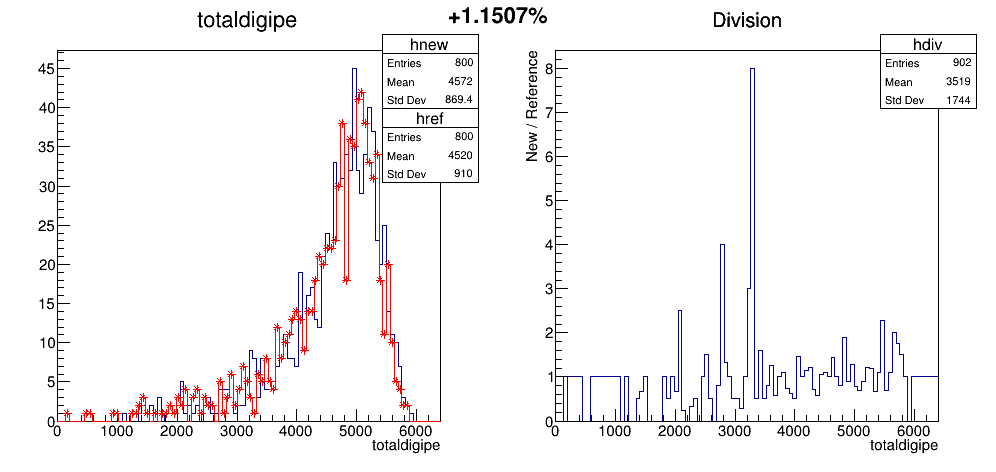 +1.1507%
totaldigipe
hnew
Entries 800
Mean 4572
Std Dev 869.4
href
Entries 800
Mean 4520
Std Dev 910
45
40
35
30
25
20
15
10
5
0
0 1000 2000 3000 4000 5000 6000
totaldigipe
Division
hdiv
Entries 902
Mean 3519
Std Dev 1744
New / Reference
8
7
6
5
4
3
2
1
0
0 1000 2000 3000 4000 5000 6000
totaldigipe